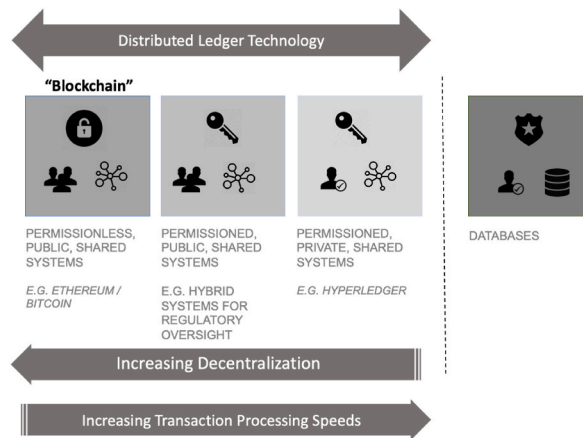 Distributed Ledger Technology
“Blockchain”
PERMISSIONLESS,
PUBLIC, SHARED
SYSTEMS
E.G. ETHEREUM /
BITCOIN
PERMISSIONED,
PUBLIC, SHARED
SYSTEMS
E.G. HYBRID
SYSTEMS FOR
REGULATORY
OVERSIGHT
PERMISSIONED,
PRIVATE, SHARED
SYSTEMS
E.G. HYPERLEDGER
DATABASES
Increasing Decentralization
Increasing Transaction Processing Speeds